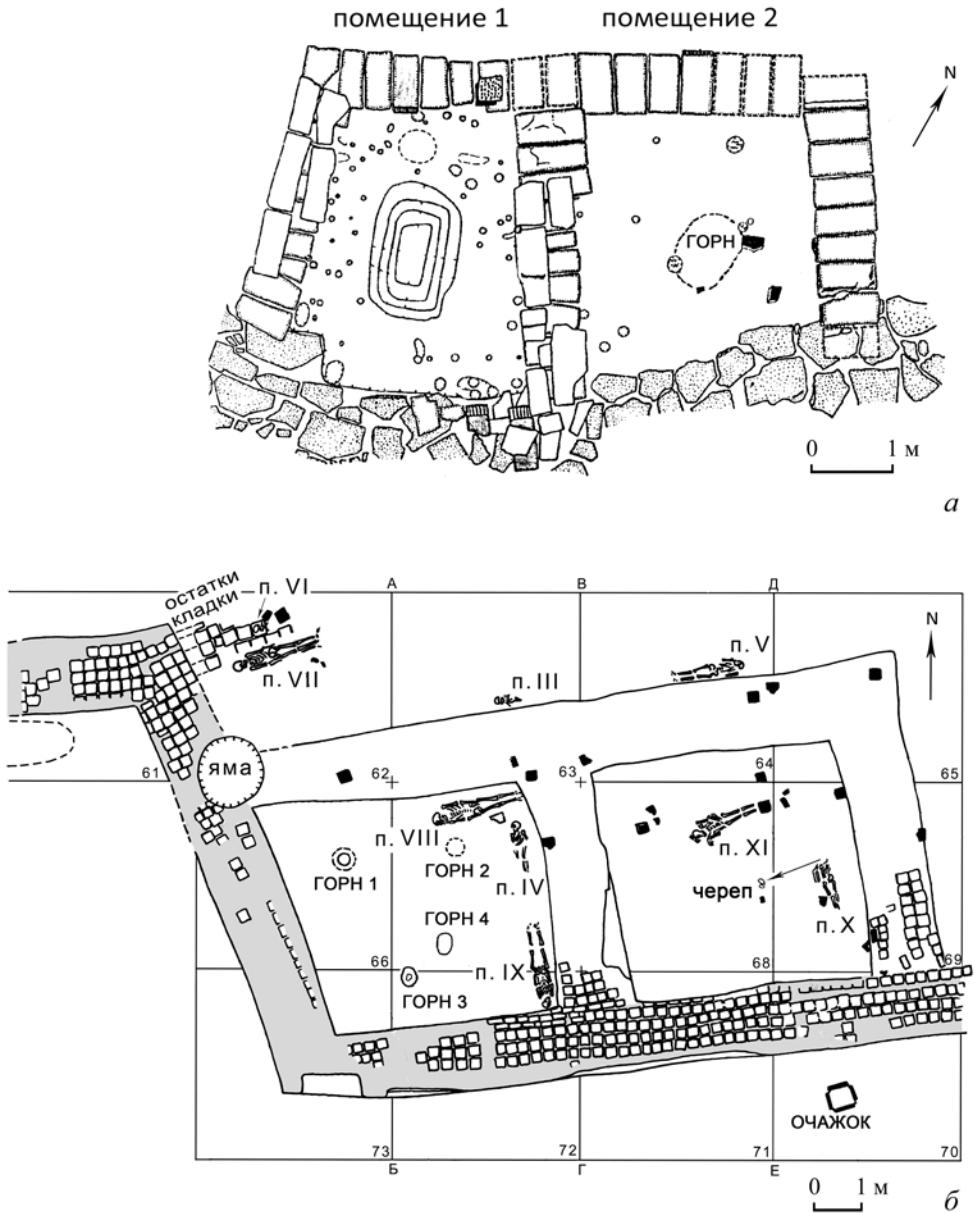 помещение 1 помещение 2
N
ГОРН
0 1 м
а
А В Д
остатки кладки
п. VI
п. VII
п. III
п. V
N
61 яма 62 63 64 65
п. VIII
ГОРН 1
ГОРН 2
п. IV
п. XI
череп
п. X
ГОРН 4
66 п. IX 68 69
ГОРН 3
ОЧАЖОК
73 72 71 70
Б Г Е
0 1 м
б